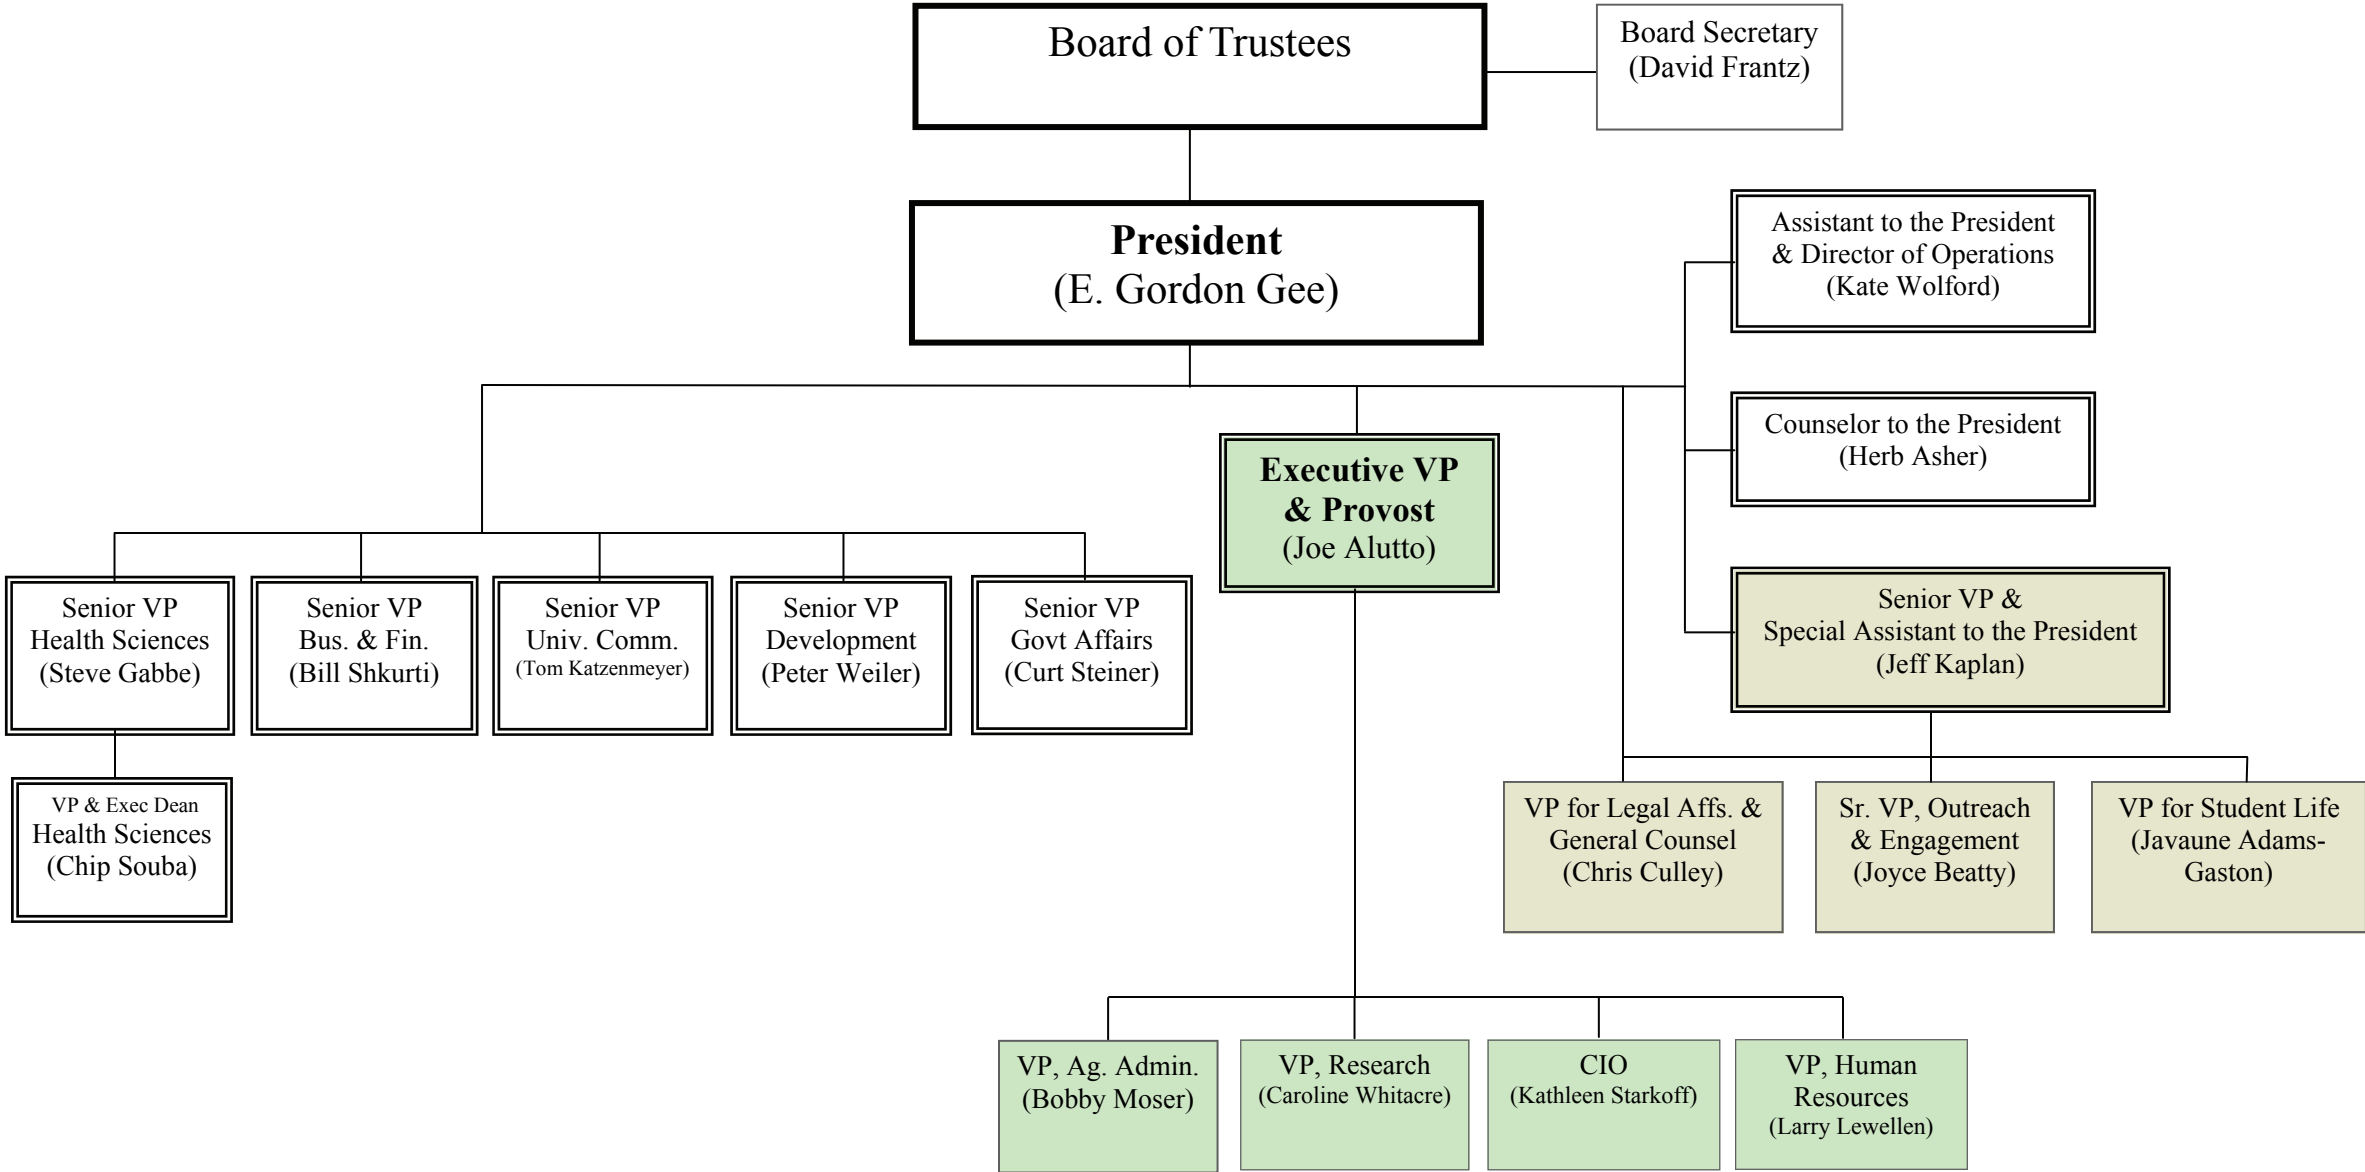 Board of Trustees
Board Secretary
(David Frantz)
President
(E. Gordon Gee)
Assistant to the President
& Director of Operations
(Kate Wolford)
Counselor to the President
(Herb Asher)
Executive VP
& Provost
(Joe Alutto)
Senior VP &
Special Assistant to the President
(Jeff Kaplan)
Senior VP
Health Sciences
(Steve Gabbe)
Senior VP
Bus. & Fin.
(Bill Shkurti)
Senior VP
Univ. Comm.
(Tom Katzenmeyer)
Senior VP
Development
(Peter Weiler)
Senior VP
Govt Affairs
(Curt Steiner)
VP & Exec Dean
Health Sciences
(Chip Souba)
VP for Legal Affs. &
General Counsel
(Chris Culley)
Sr. VP, Outreach
& Engagement
(Joyce Beatty)
VP for Student Life
(Javaune Adams-
Gaston)
VP, Ag. Admin.
(Bobby Moser)
VP, Research
(Caroline Whitacre)
CIO
(Kathleen Starkoff)
VP, Human
Resources
(Larry Lewellen)